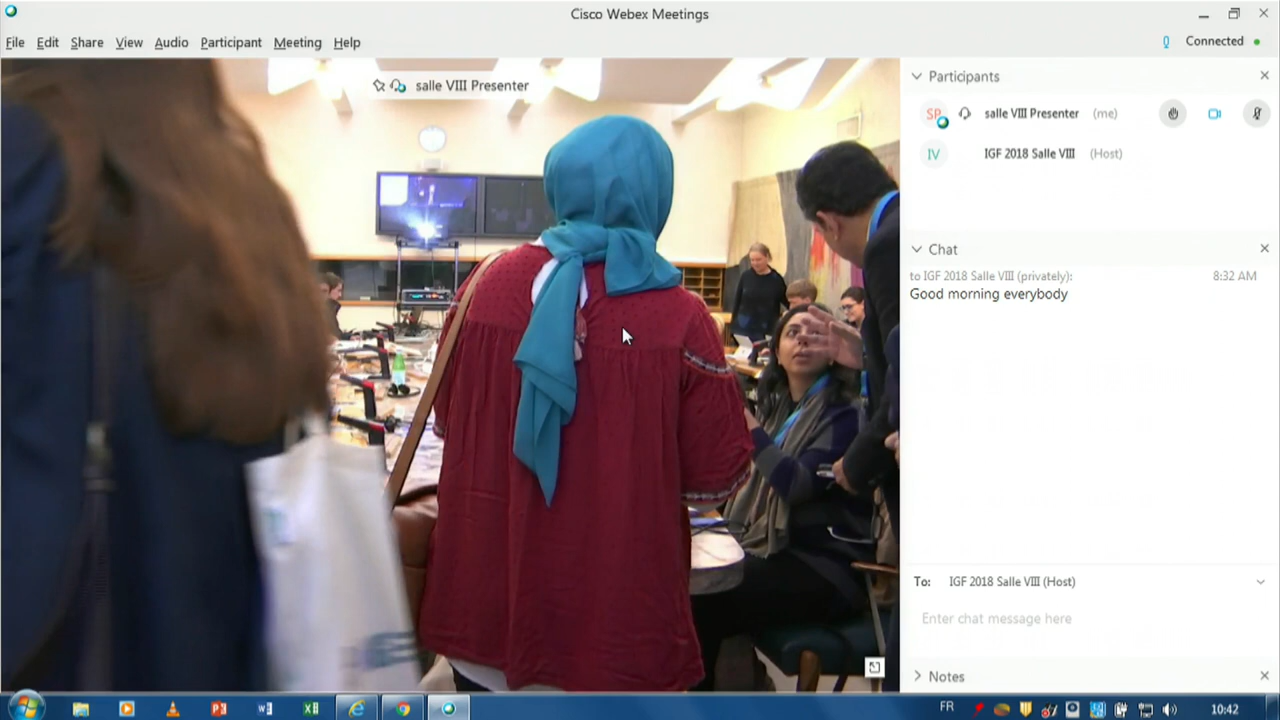 Cisco Webex Meetings
File Edit Share View Audio Participant Meeting Help
Connected
salle VIII Presenter
Participants
SP salle VIII Presenter (me)
IV IGF 2018 Salle VIII (Host)
Chat
to IGF 2018 Salle VIII (privately): 8:32 AM
Good morning everybody
To: IGF 2018 Salle VIII (Host)
Enter chat message here
Notes
FR 10:42